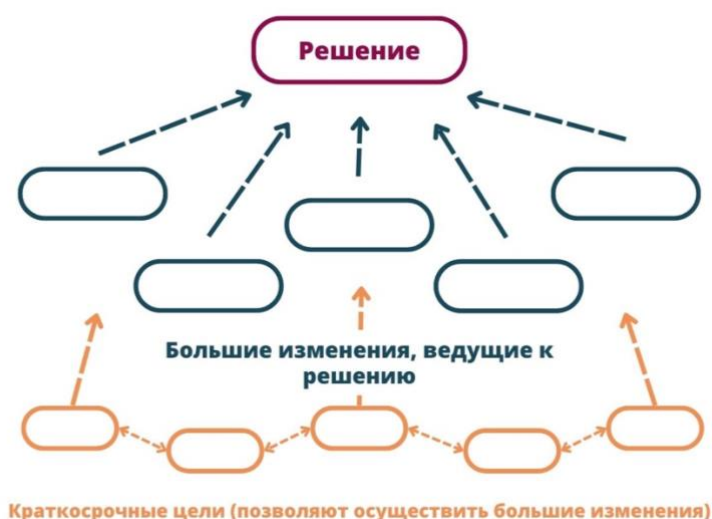 Решение
Большие изменения, ведущие к
решению
Краткосрочные цели (позволяют осуществить большие изменения)